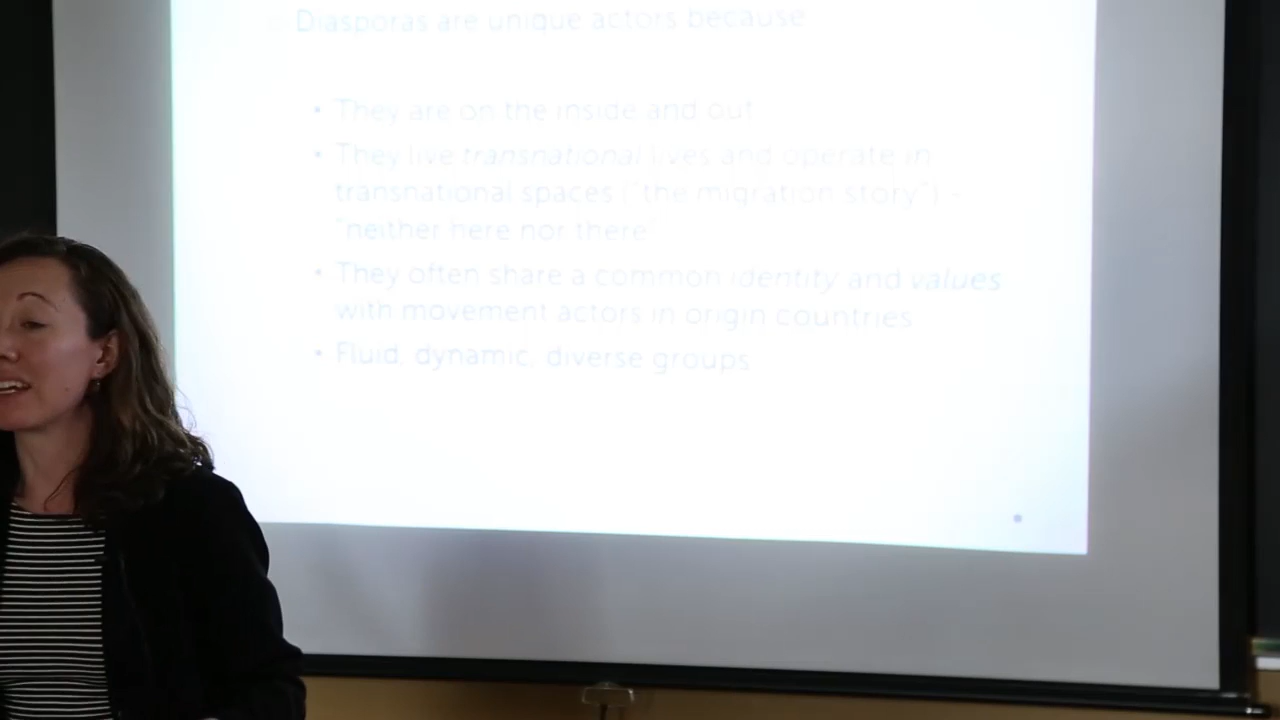 Diasporas are unique actors because
• They are on the inside and out
• They live transnational lives and operate in
transnational spaces ("the migration story") -
"neither here nor there"
• They often share a common identity and values
with movement actors in origin countries
• Fluid, dynamic, diverse groups